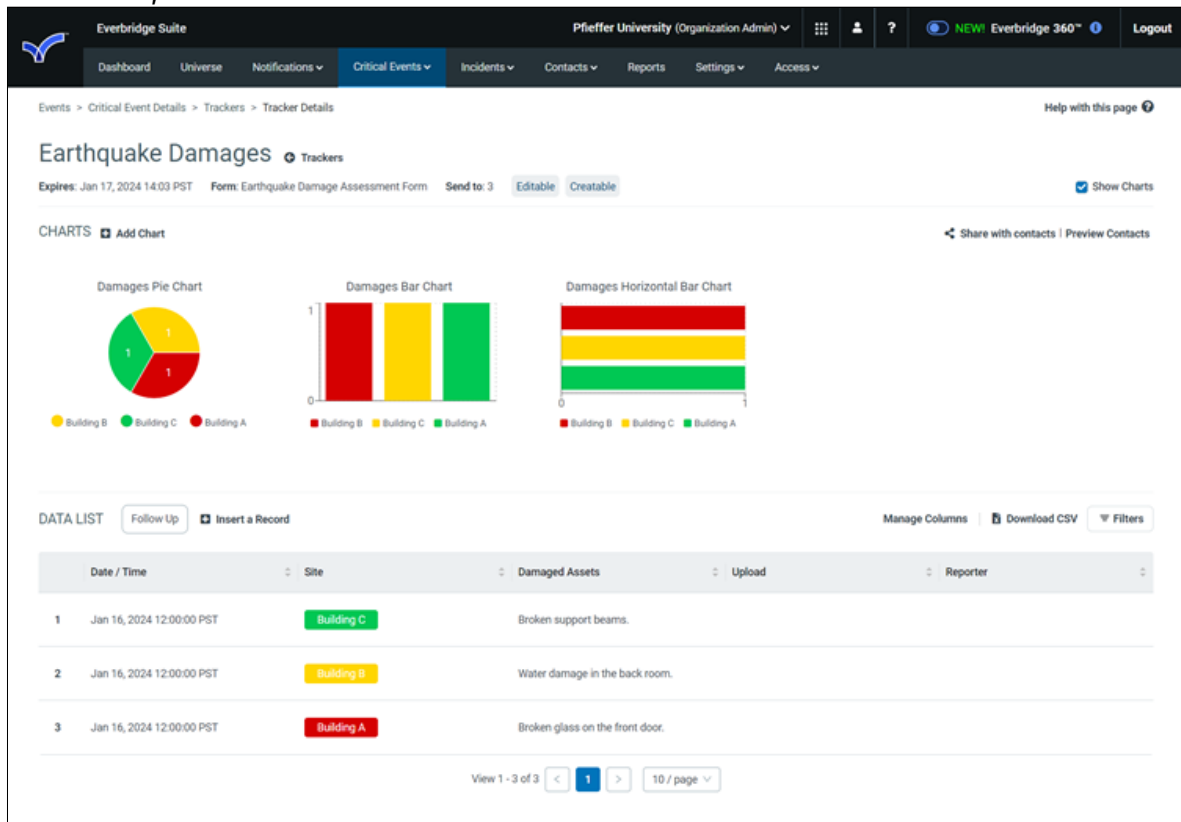 Everbridge Suite
Pfieffer University (Organization Admin)
?
NEW! Everbridge 360™
Logout
Dashboard Universe Notifications Critical Events Incidents Contacts Reports Settings Access
Events > Critical Event Details > Trackers > Tracker Details
Help with this page
Earthquake Damages Trackers
Expires: Jan 17, 2024 14:03 PST Form: Earthquake Damage Assessment Form Send to: 3 Editable Creatable
Show Charts
CHARTS Add Chart
Share with contacts | Preview Contacts
Damages Pie Chart
1
1
1
Building B Building C Building A
Damages Bar Chart
1
0
Building B Building C Building A
Damages Horizontal Bar Chart
0 1
Building B Building C Building A
DATA LIST Follow Up Insert a Record
Manage Columns Download CSV Filters
Date / Time Site Damaged Assets Upload Reporter
1 Jan 16, 2024 12:00:00 PST Building C Broken support beams.
2 Jan 16, 2024 12:00:00 PST Building B Water damage in the back room.
3 Jan 16, 2024 12:00:00 PST Building A Broken glass on the front door.
View 1 - 3 of 3 < 1 > 10 / page